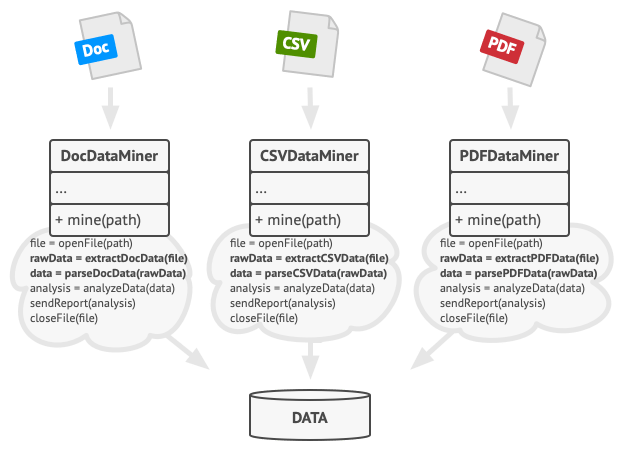 Doc
CSV
PDF
DocDataMiner
...
+ mine(path)
file = openFile(path)
rawData = extractDocData(file)
data = parseDocData(rawData)
analysis = analyzeData(data)
sendReport(analysis)
closeFile(file)
CSVDataMiner
...
+ mine(path)
file = openFile(path)
rawData = extractCSVData(file)
data = parseCSVData(rawData)
analysis = analyzeData(data)
sendReport(analysis)
closeFile(file)
PDFDataMiner
...
+ mine(path)
file = openFile(path)
rawData = extractPDFData(file)
data = parsePDFData(rawData)
analysis = analyzeData(data)
sendReport(analysis)
closeFile(file)
DATA